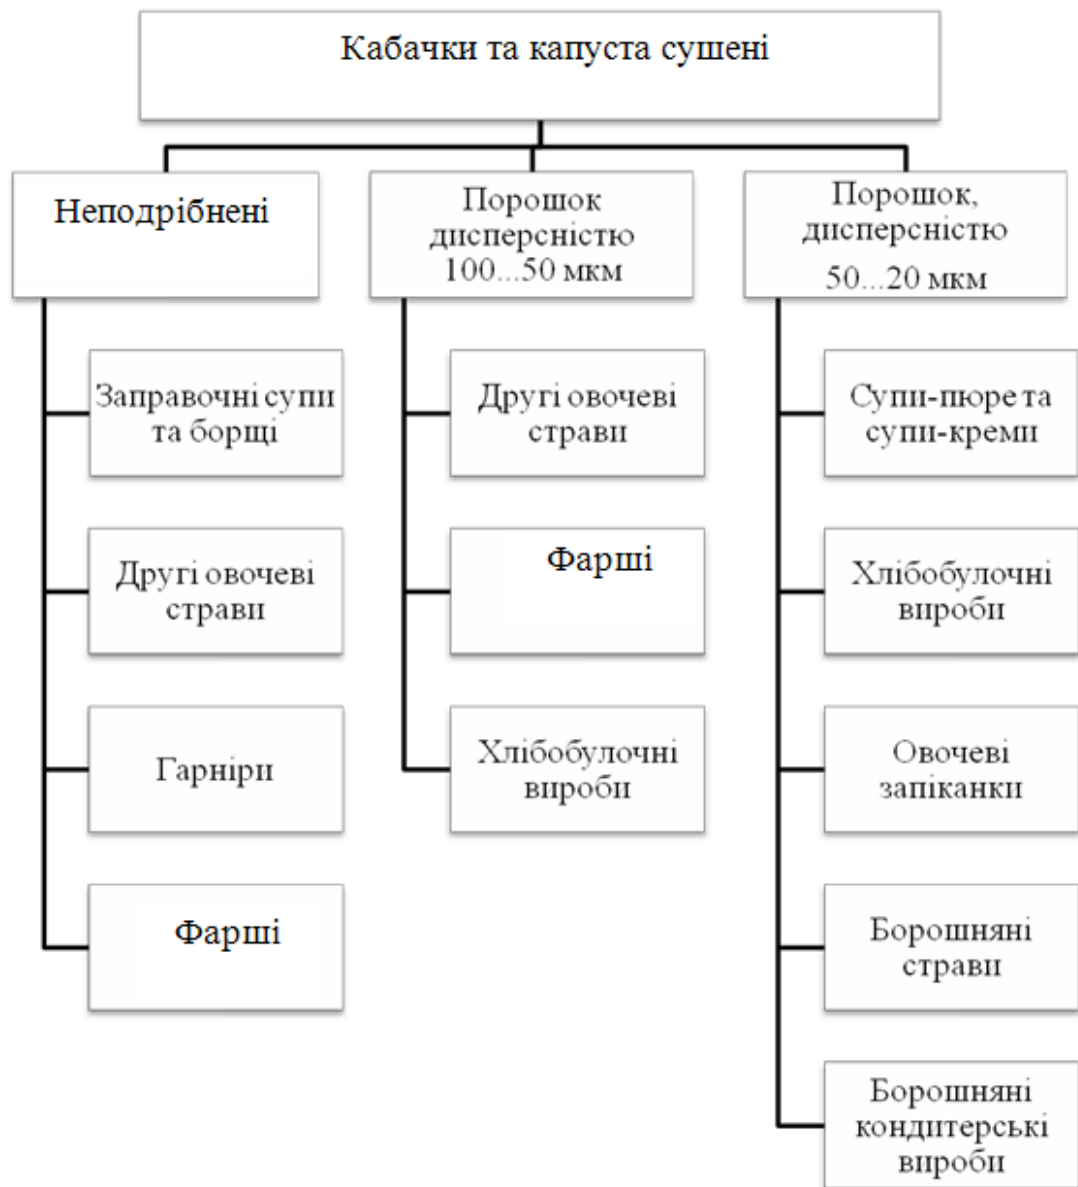 Кабачки та капуста сушені
Неподрібнені
Заправочні супи
та борщі
Другі овочеві
страви
Гарніри
Фарші
Порошок
дисперсністю
100...50 мкм
Другі овочеві
страви
Фарші
Хлібобулочні
вироби
Порошок,
дисперсністю
50...20 мкм
Супи-пюре та
супи-креми
Хлібобулочні
вироби
Овочеві
запіканки
Борошняні
страви
Борошняні
кондитерські
вироби